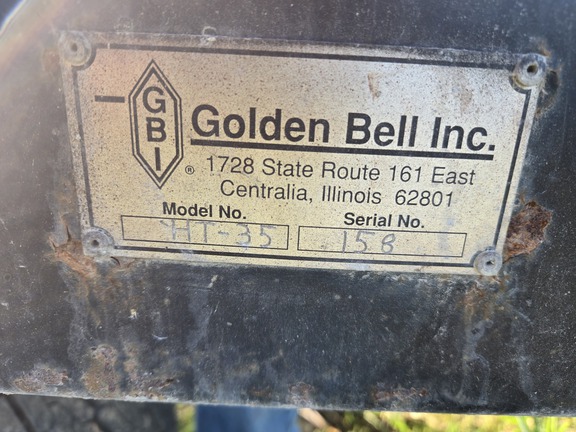 GBI
®
Golden Bell Inc.
1728 State Route 161 East
Centralia, Illinois 62801
Model No. Serial No.
HT-35 158